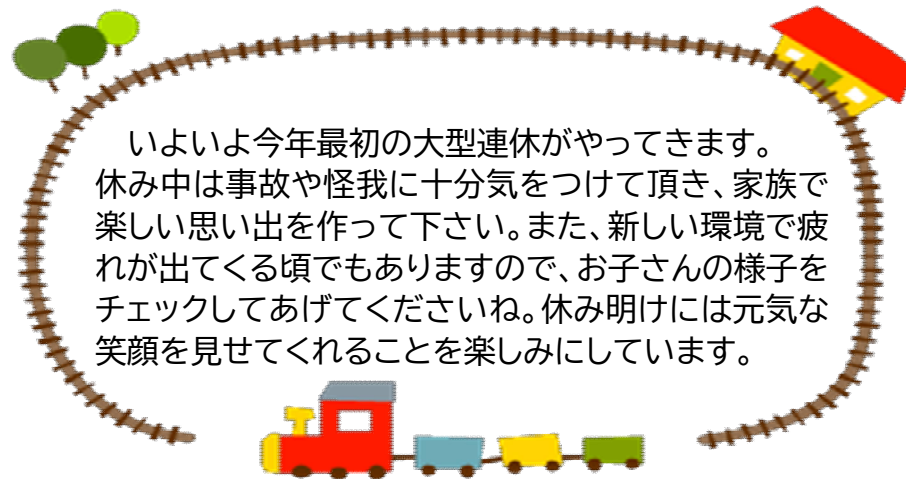 いよいよ今年最初の大型連休がやってきます。
休み中は事故や怪我に十分気をつけて頂き、家族で
楽しい思い出を作って下さい。また、新しい環境で疲
れが出てくる頃でもありますので、お子さんの様子を
チェックしてあげてくださいね。休み明けには元気な
笑顔を見せてくれることを楽しみにしています。